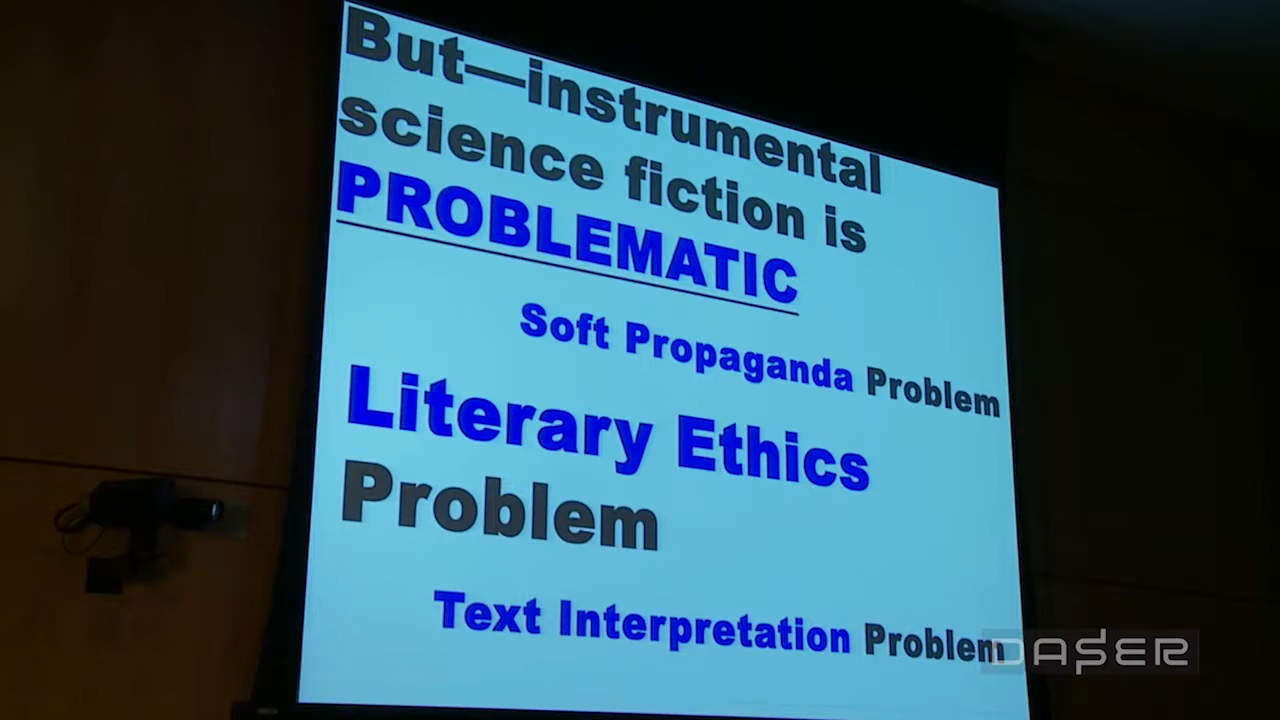 But—instrumental
science fiction is
PROBLEMATIC
Soft Propaganda Problem
Literary Ethics
Problem
Text Interpretation Problem
DASER